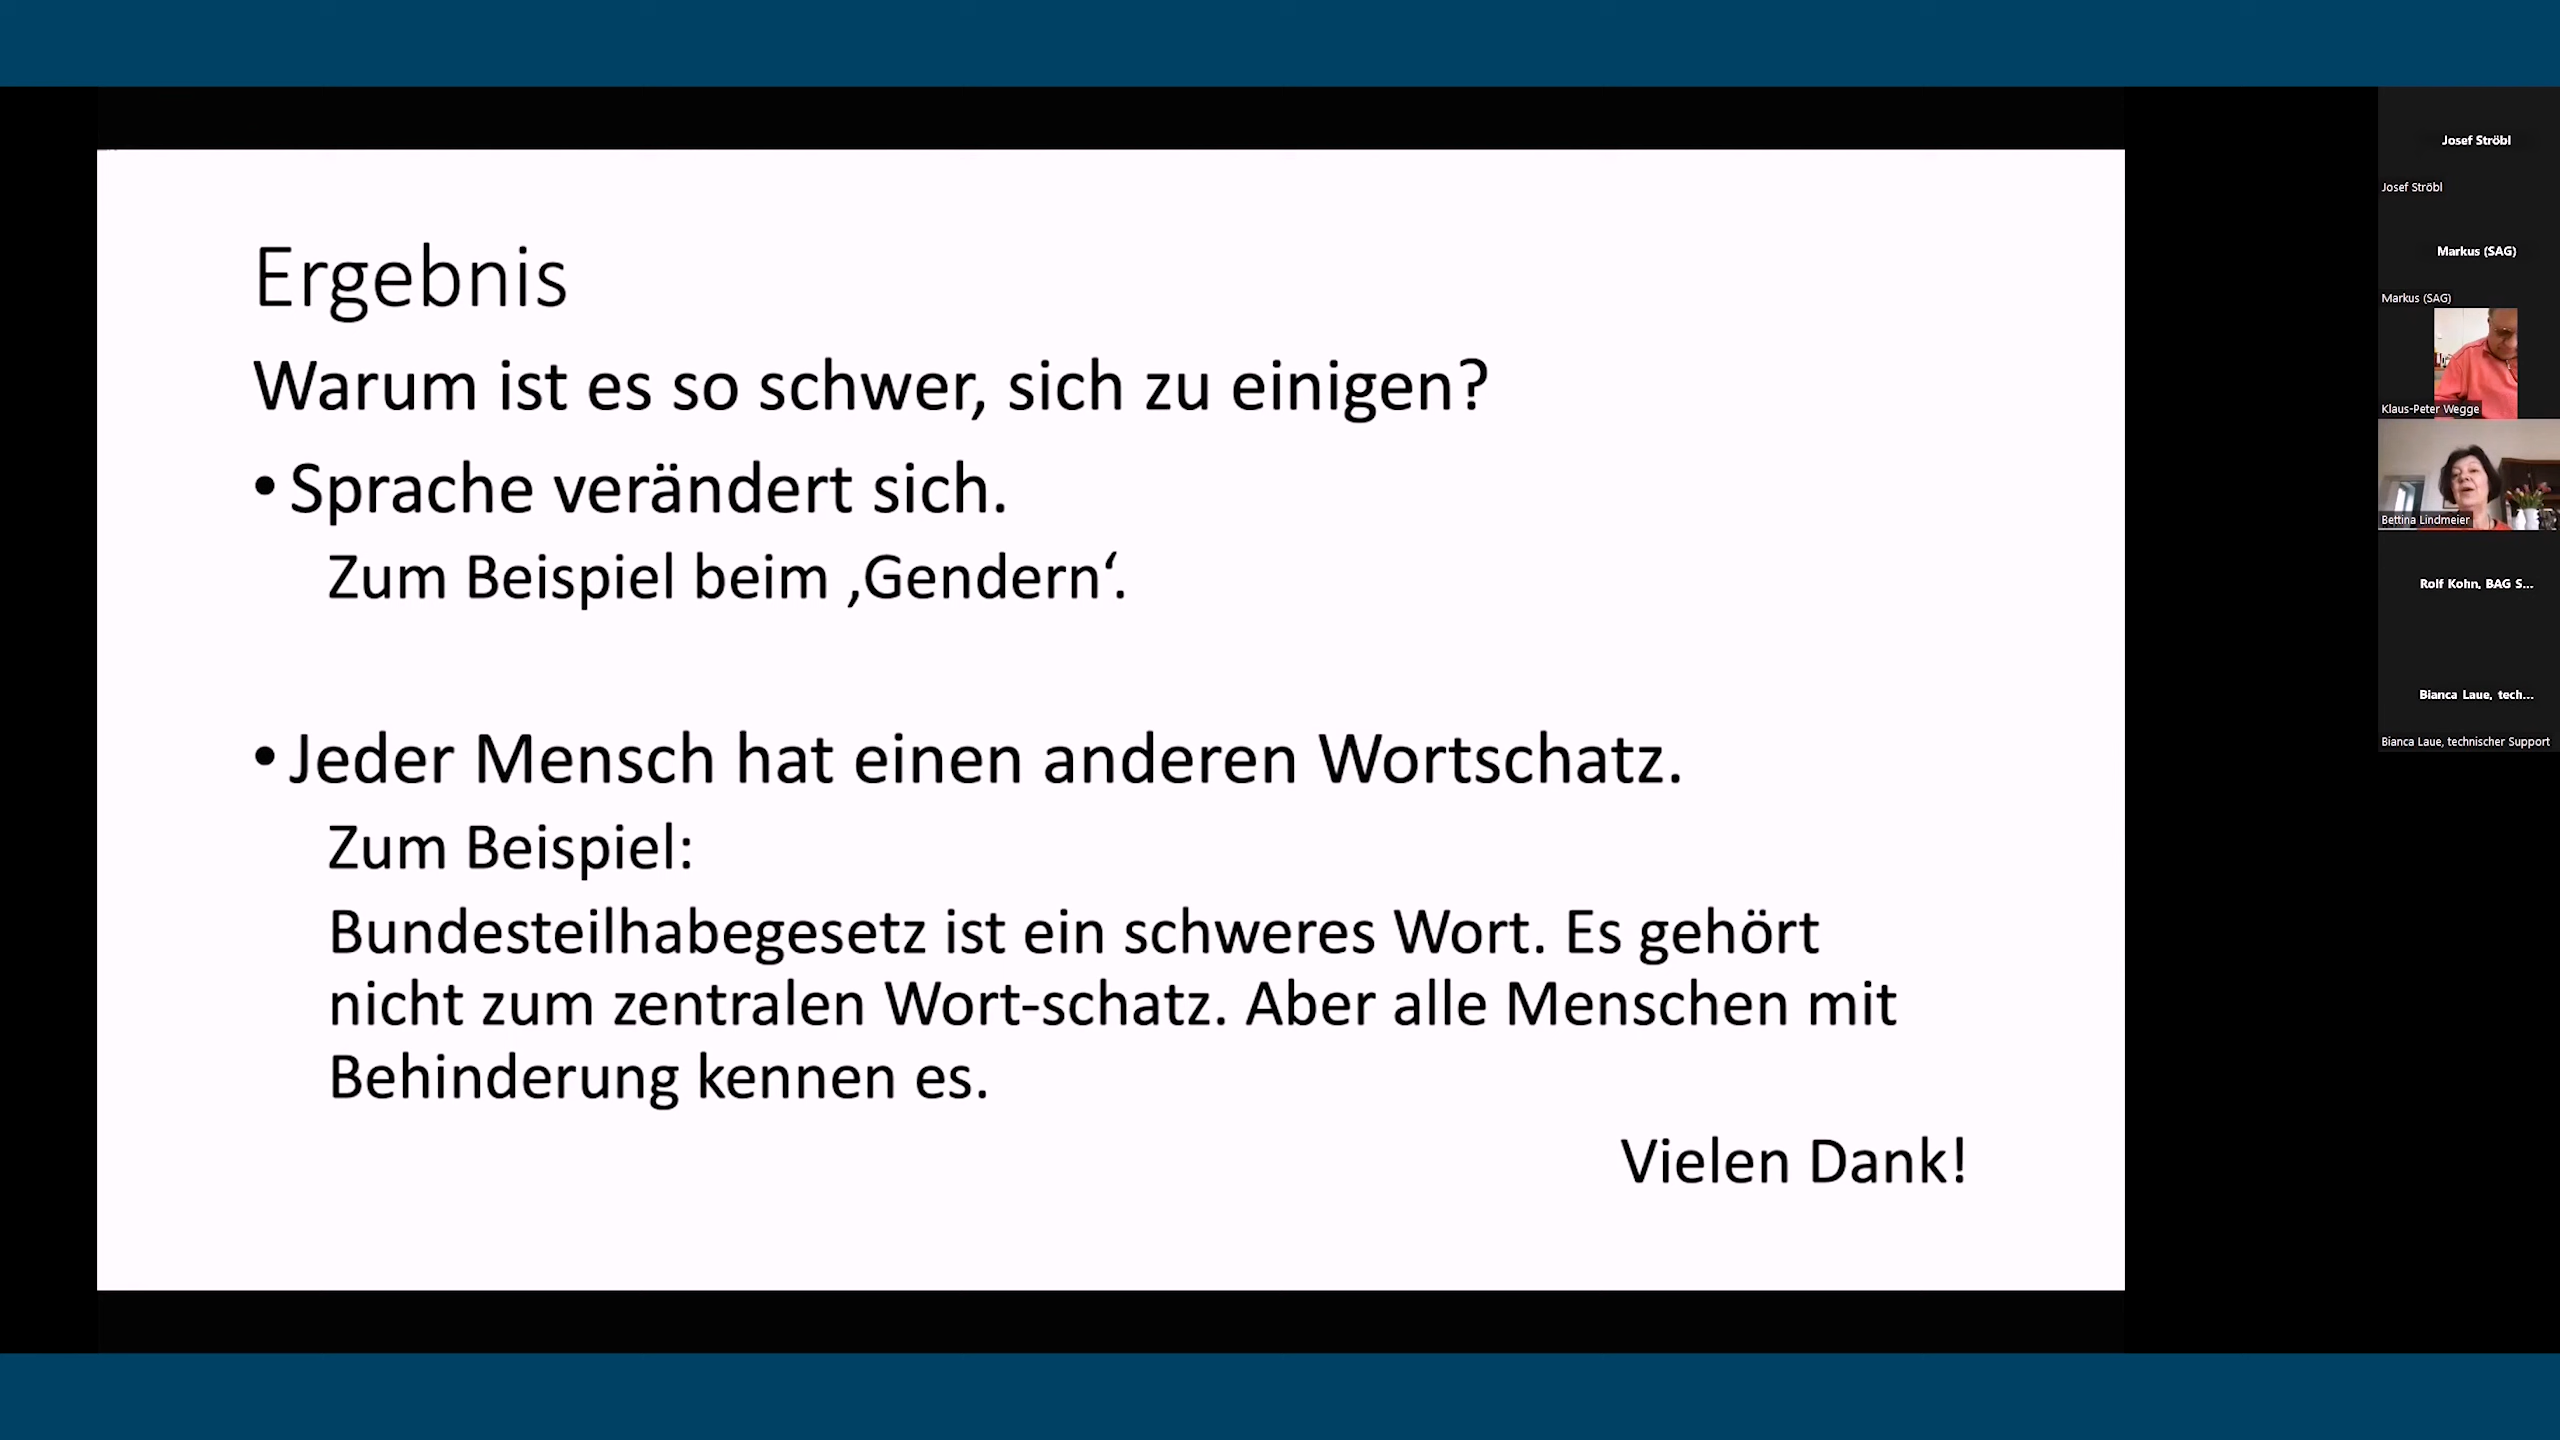 Ergebnis
Warum ist es so schwer, sich zu einigen?
• Sprache verändert sich.
Zum Beispiel beim ‚Gendern‘.
• Jeder Mensch hat einen anderen Wortschatz.
Zum Beispiel:
Bundesteilhabegesetz ist ein schweres Wort. Es gehört
nicht zum zentralen Wort-schatz. Aber alle Menschen mit
Behinderung kennen es.
Vielen Dank!
Josef Ströbl
Josef Ströbl
Markus (SAG)
Markus (SAG)
Klaus-Peter Wegge
Bettina Lindmeier
Rolf Kohn, BAG S...
Bianca Laue, tech...
Bianca Laue, technischer Support